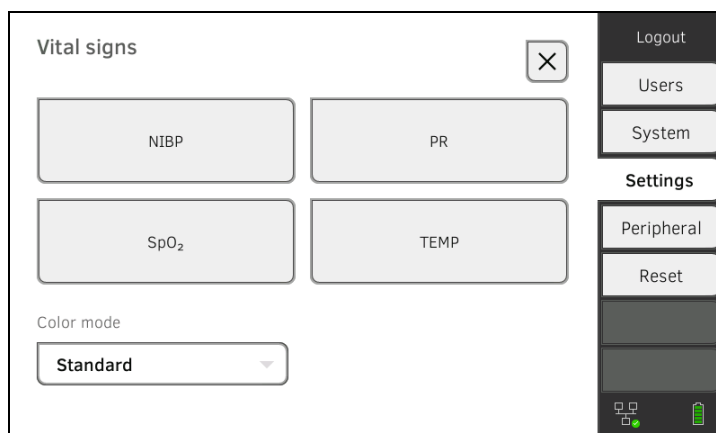 Vital signs
NIBP
PR
SpO₂
TEMP
Color mode
Standard
Logout
Users
System
Settings
Peripheral
Reset